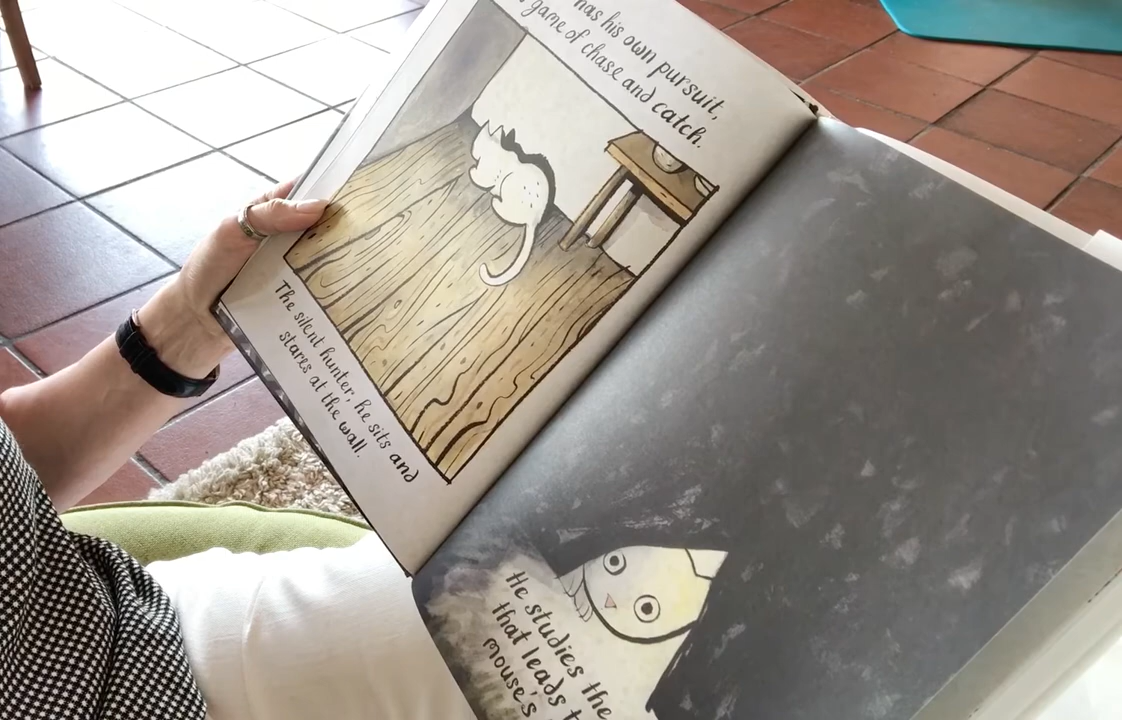 has his own pursuit,
game of chase and catch.
The silent hunter, he sits and
stares at the wall.
He studies the
that leads
mouse's